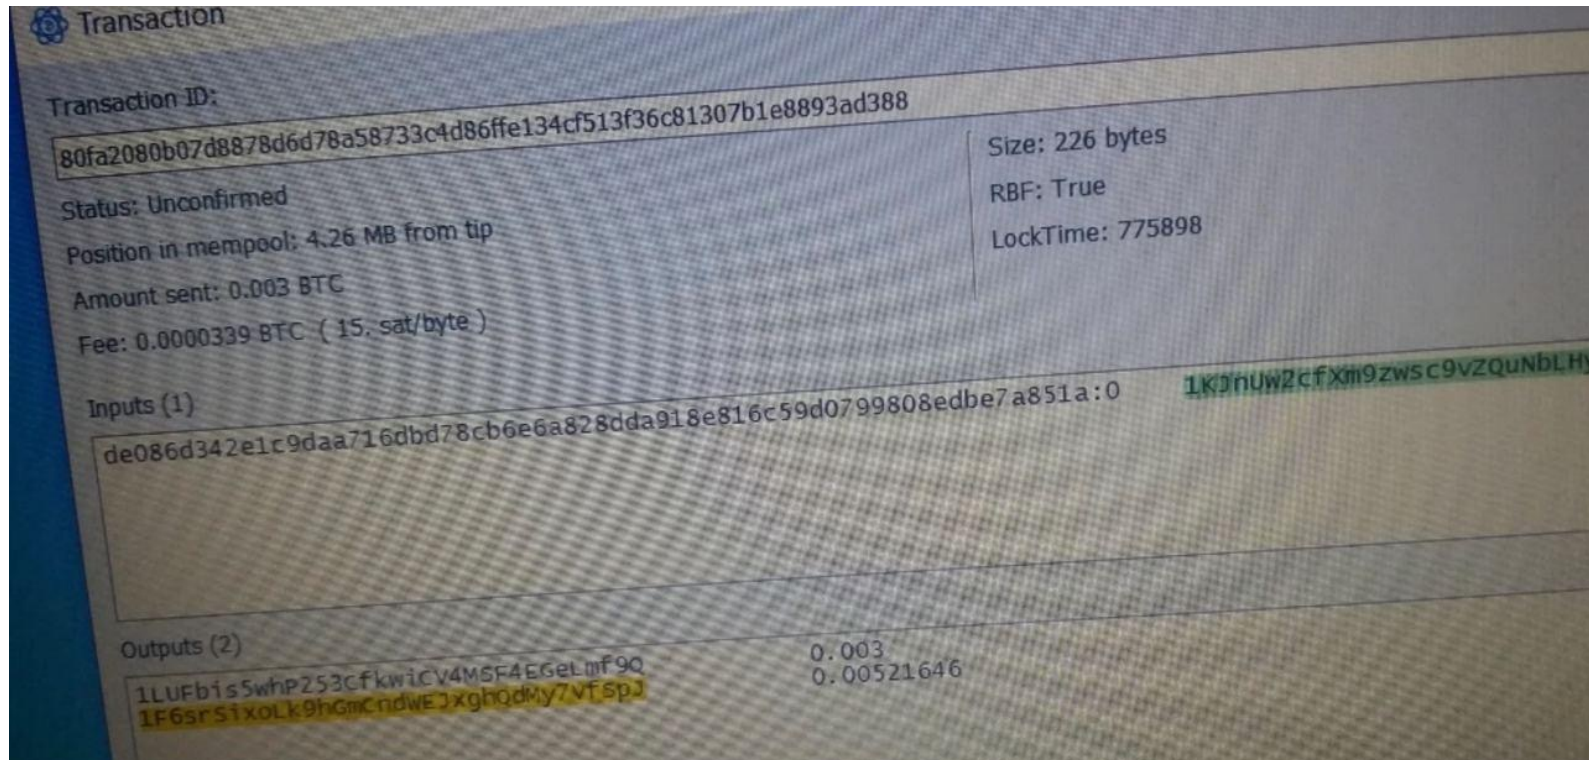 Transaction
Transaction ID:
80fa2080b07d8878d6d78a58733c4d86ffe134cf513f36c81307b1e8893ad388
Status: Unconfirmed
Position in mempool: 4.26 MB from tip
Amount sent: 0.003 BTC
Fee: 0.0000339 BTC ( 15. sat/byte )
Size: 226 bytes
RBF: True
LockTime: 775898
Inputs (1)
de086d342e1c9daa716dbd78cb6e6a828dda918e816c59d0799808edbe7a851a:0 1KJnUw2cfXm9zwsc9vZQuNbLHy
Outputs (2)
1LUFbis5whP253CfkwiCV4MSF4EGeLmf9Q 0.003
1F6srSixoLk9hGmCndwEJxghQdMy7vfspJ 0.00521646